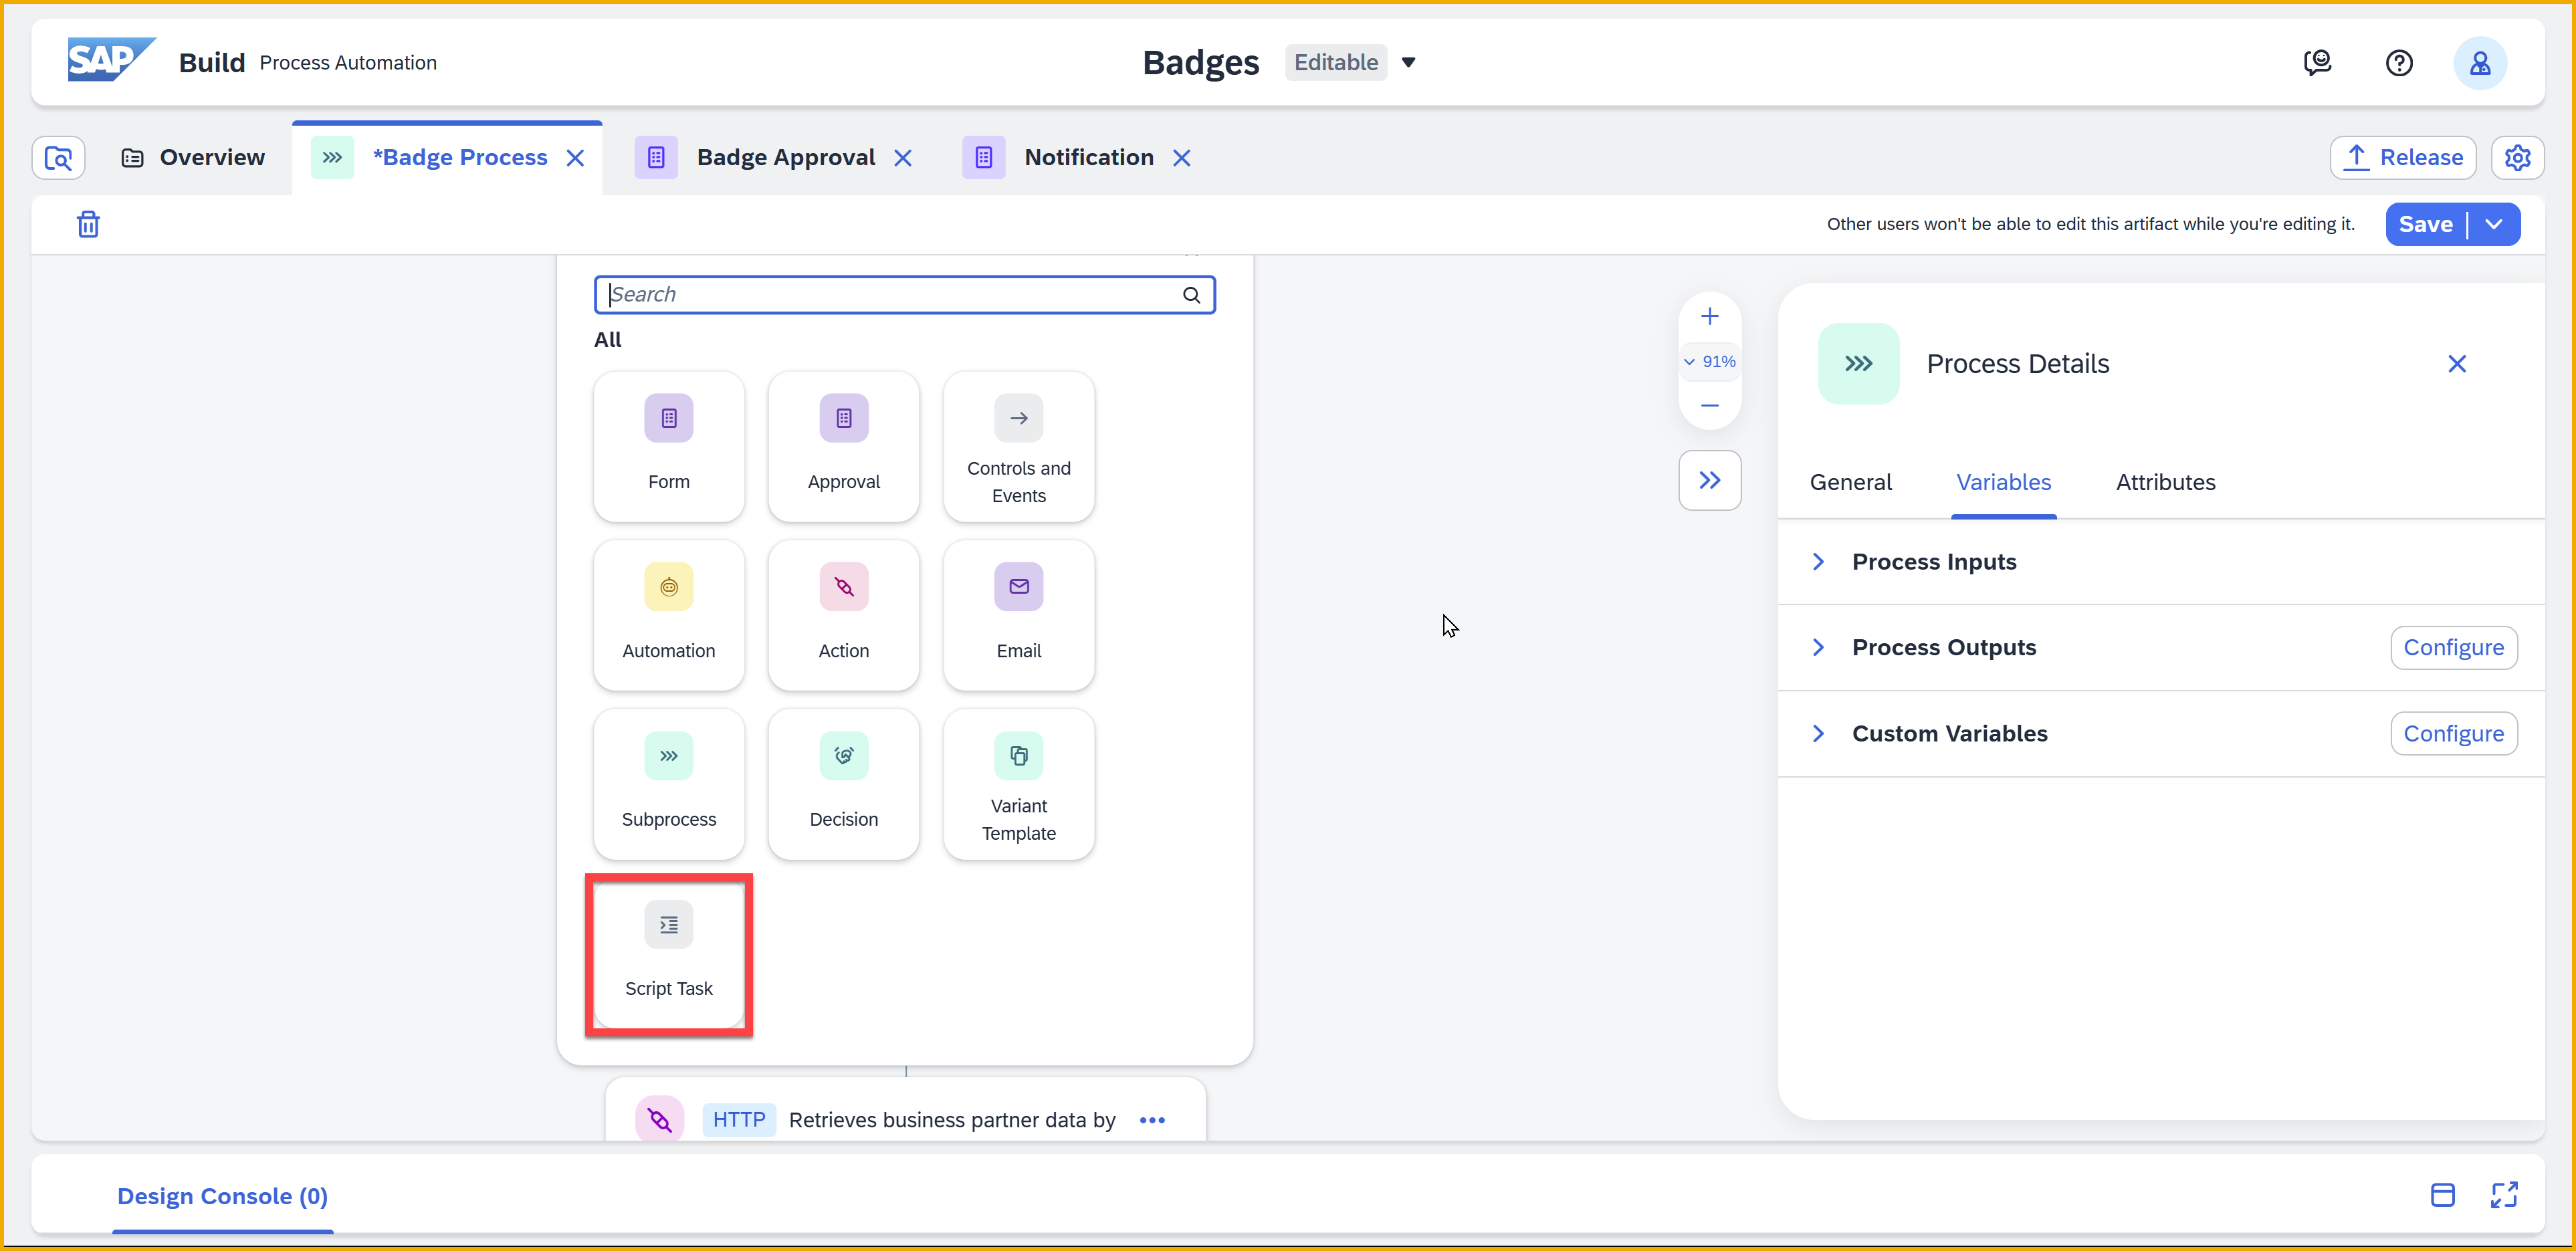 SAP Build Process Automation Badges Editable
Overview *Badge Process Badge Approval Notification Release
Other users won't be able to edit this artifact while you're editing it. Save
Search
All
Form
Approval
Controls and
Events
Automation
Action
Email
Subprocess
Decision
Variant
Template
Script Task
HTTP Retrieves business partner data by
91%
Process Details
General Variables Attributes
Process Inputs
Process Outputs Configure
Custom Variables Configure
Design Console (0)